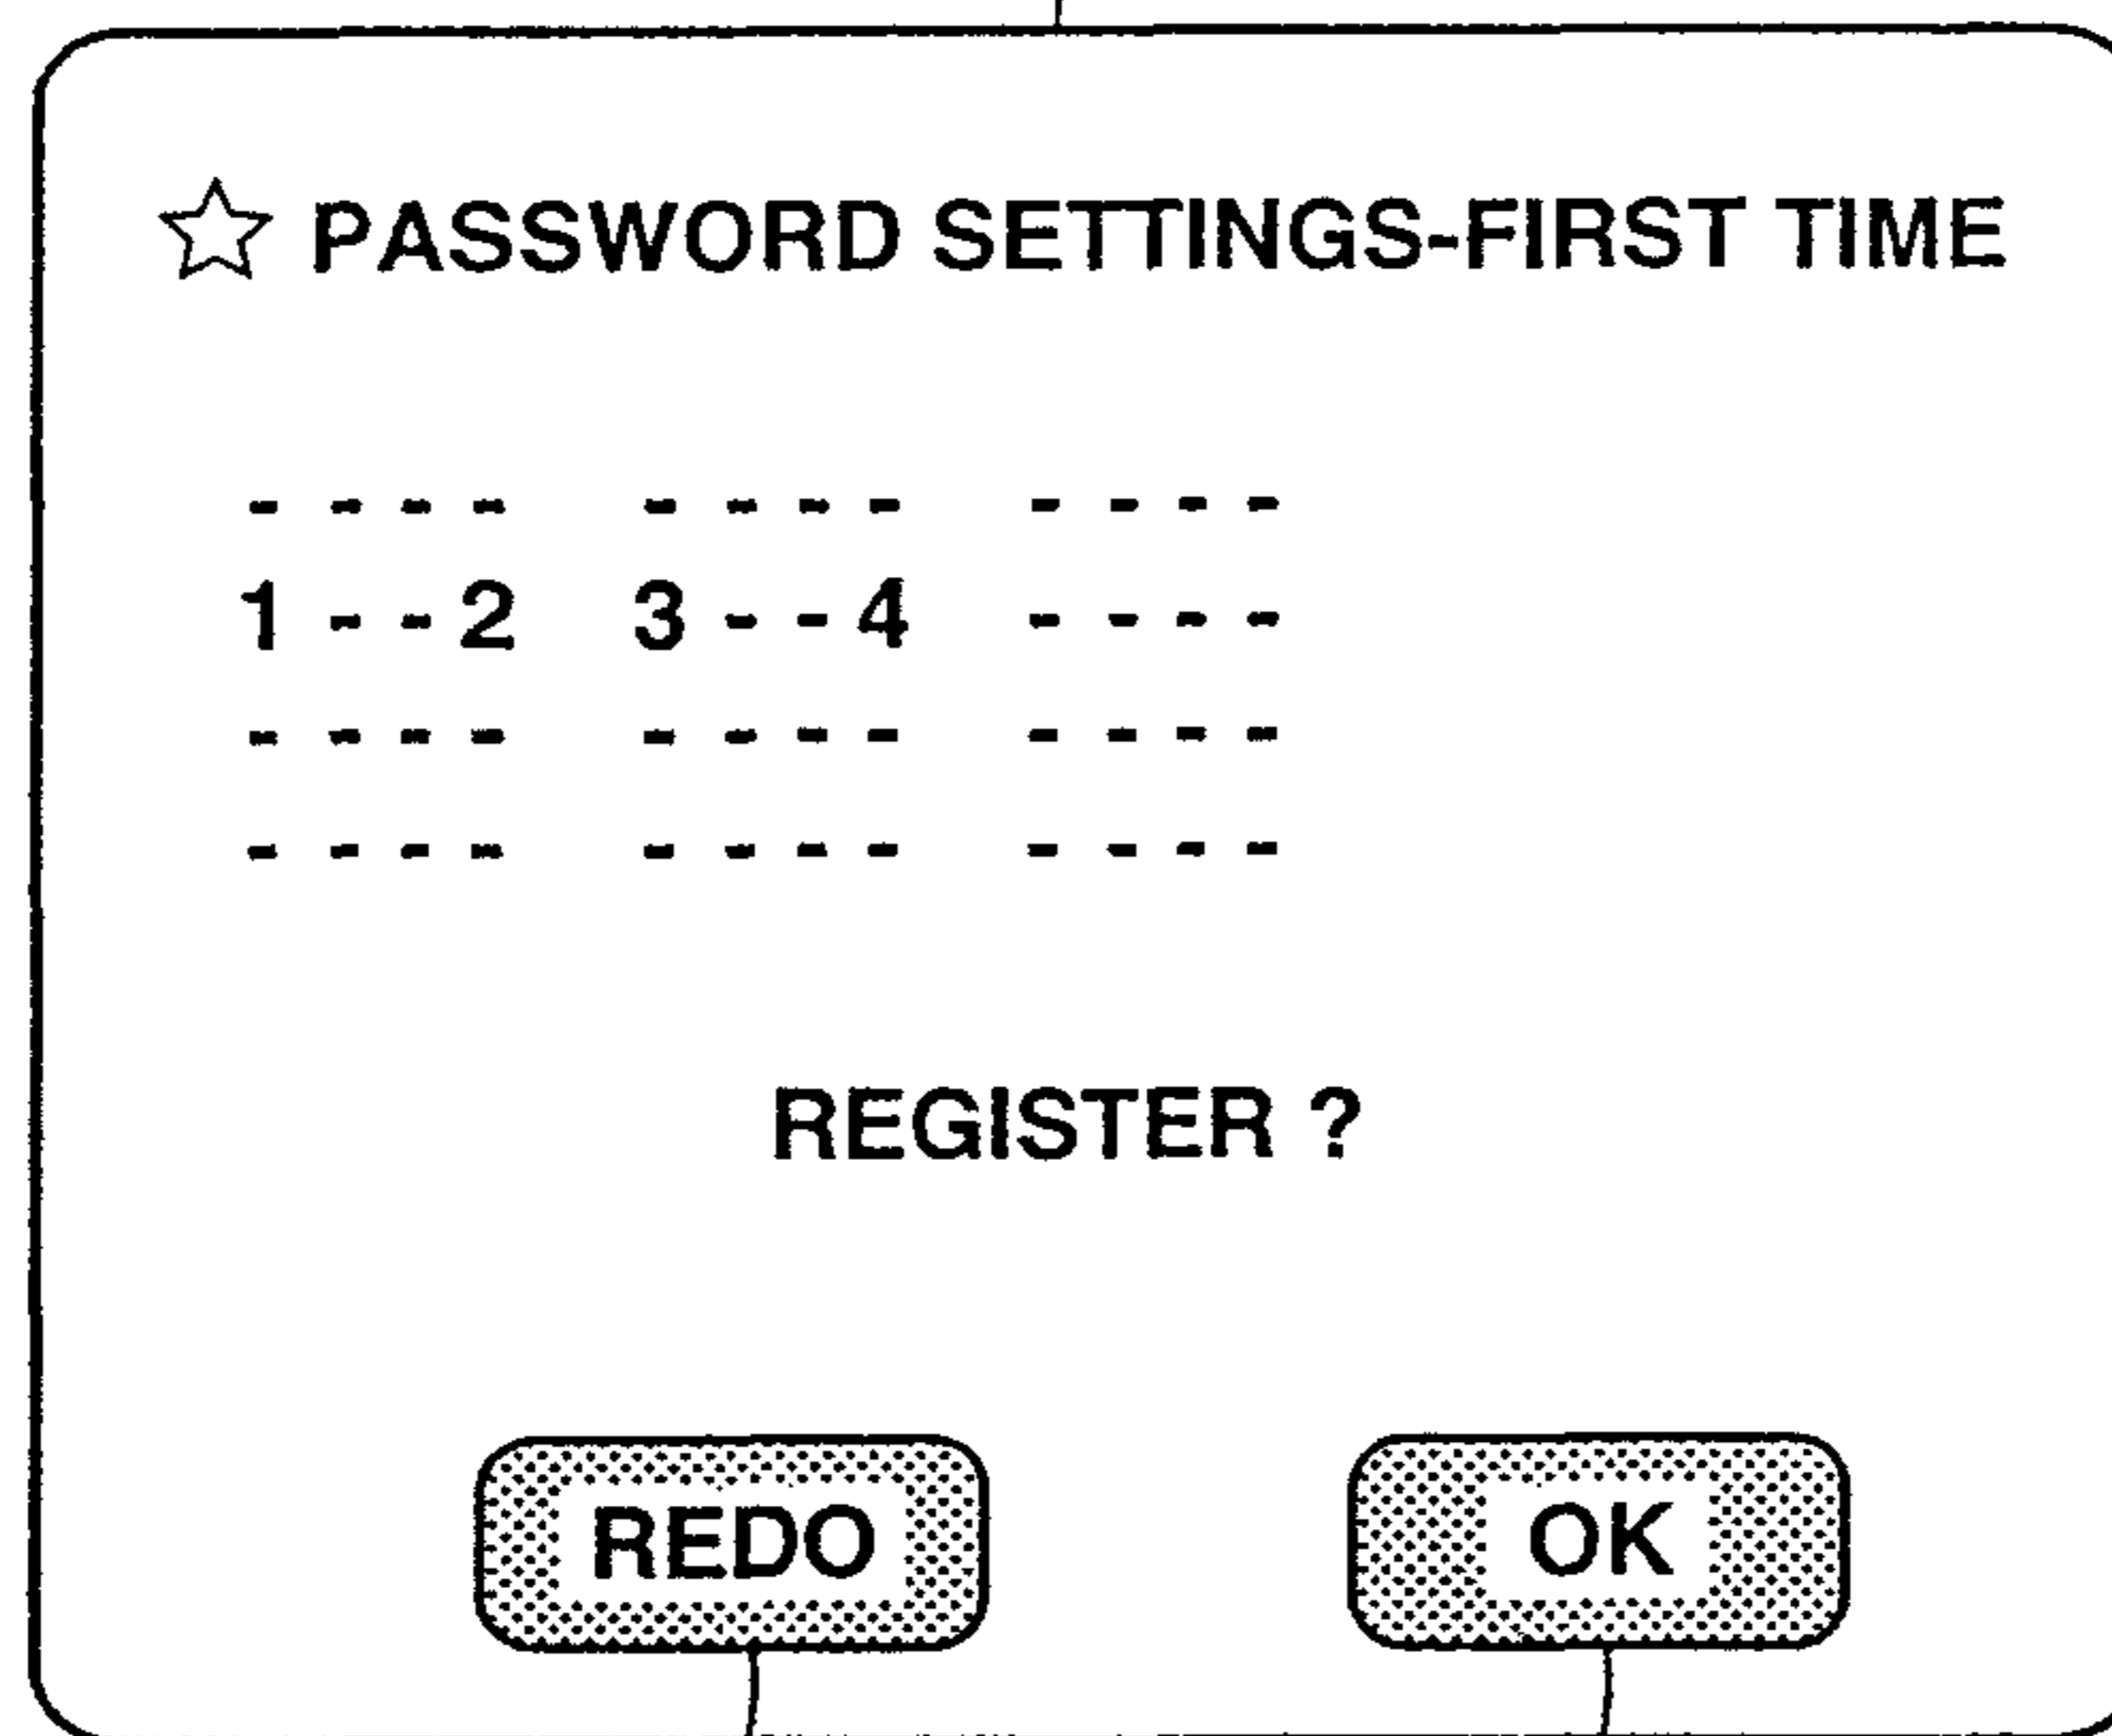 ☆ PASSWORD SETTINGS-FIRST TIME
- - - -  - - - -  - - - -
1 - - 2  3 - - 4  - - - -
- - - -  - - - -  - - - -
- - - -  - - - -  - - - -
REGISTER ?
REDO  OK